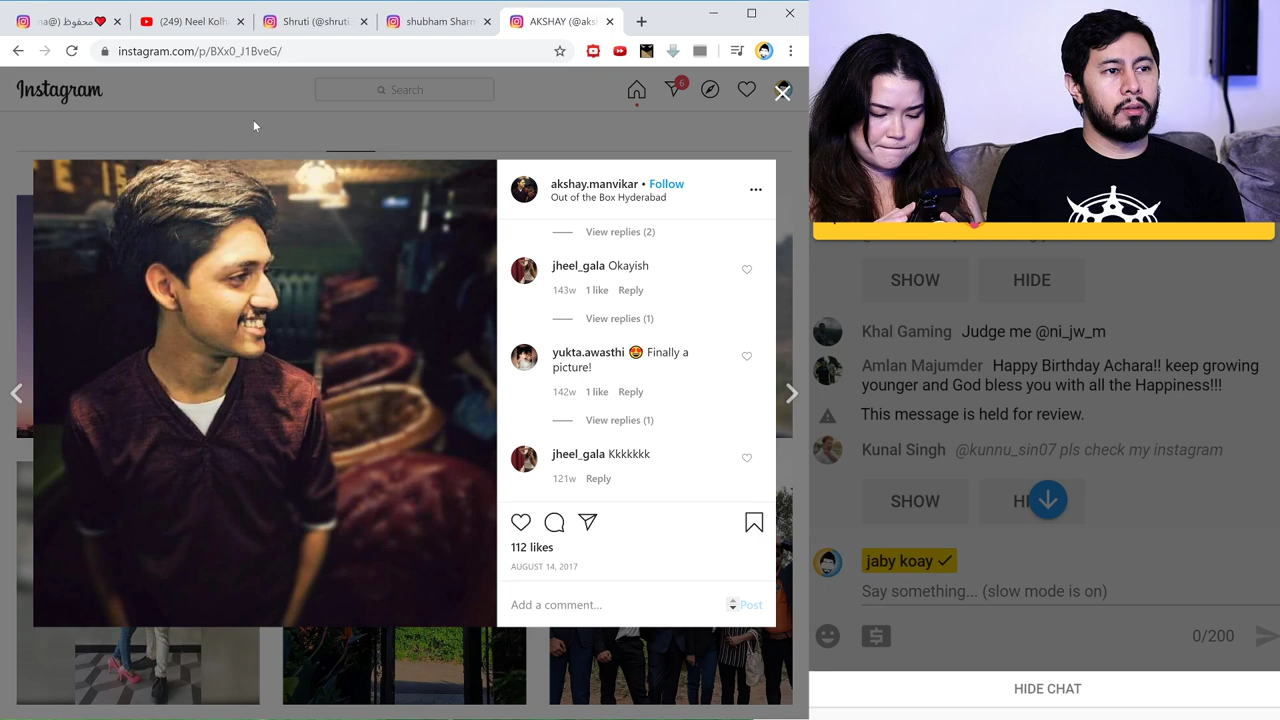 محفوظ❤️ (@na
(249) Neel Kolh
Shruti (@shruti.
shubham Sharm
AKSHAY (@aks
instagram.com/p/BXx0_J1BveG/
Instagram
Search
6
akshay.manvikar • Follow
Out of the Box Hyderabad
View replies (2)
jheel_gala Okayish
143w 1 like Reply
View replies (1)
yukta.awasthi 😍 Finally a
picture!
142w 1 like Reply
View replies (1)
jheel_gala Kkkkkkk
121w Reply
112 likes
AUGUST 14, 2017
Add a comment...
Post
SHOW HIDE
Khal Gaming Judge me @ni_jw_m
Amlan Majumder Happy Birthday Achara!! keep growing
younger and God bless you with all the Happiness!!!
This message is held for review.
Kunal Singh @kunnu_sin07 pls check my instagram
SHOW HI
jaby koay ✓
Say something... (slow mode is on)
0/200
HIDE CHAT